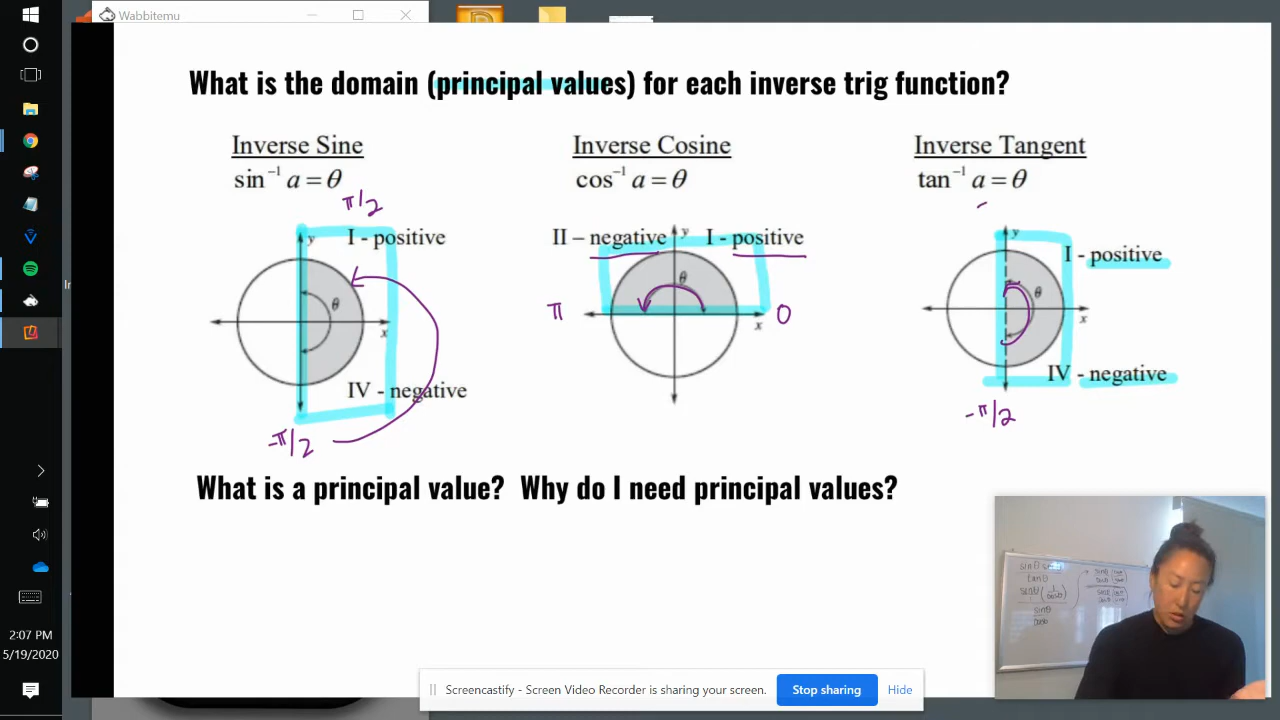 Wabbitemu
What is the domain (principal values) for each inverse trig function?
Inverse Sine
sin⁻¹ a = θ
π/2
I - positive
y
θ
x
IV - negative
-π/2
Inverse Cosine
cos⁻¹ a = θ
II – negative
y
I - positive
θ
π
x
0
Inverse Tangent
tan⁻¹ a = θ
y
I - positive
θ
x
IV - negative
-π/2
What is a principal value? Why do I need principal values?
tanθ
sinθ
cosθ
2:07 PM
5/19/2020
Screencastify - Screen Video Recorder is sharing your screen.
Stop sharing
Hide